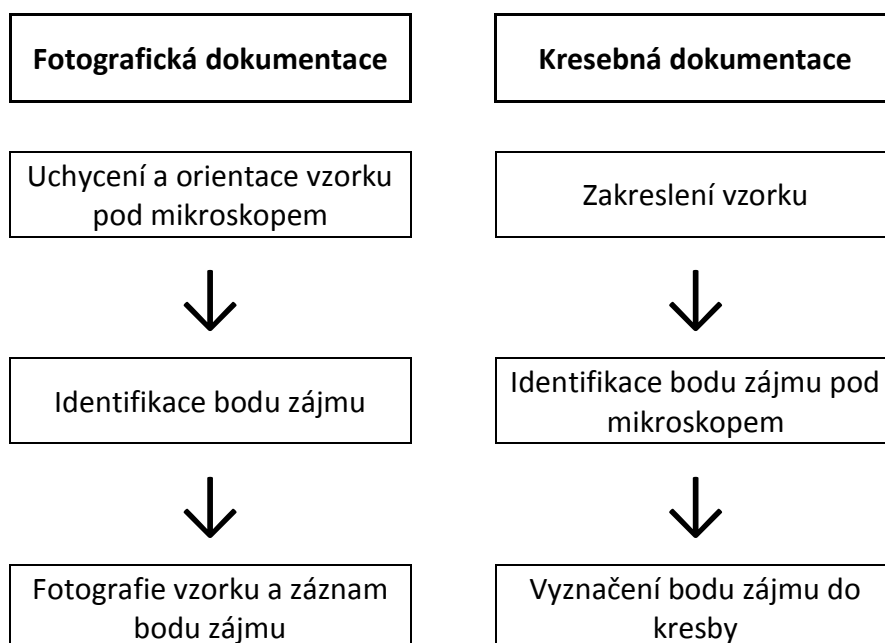 Fotografická dokumentace
Uchycení a orientace vzorku
pod mikroskopem
Identifikace bodu zájmu
Fotografie vzorku a záznam
bodu zájmu
Kresebná dokumentace
Zakreslení vzorku
Identifikace bodu zájmu pod
mikroskopem
Vyznačení bodu zájmu do
kresby